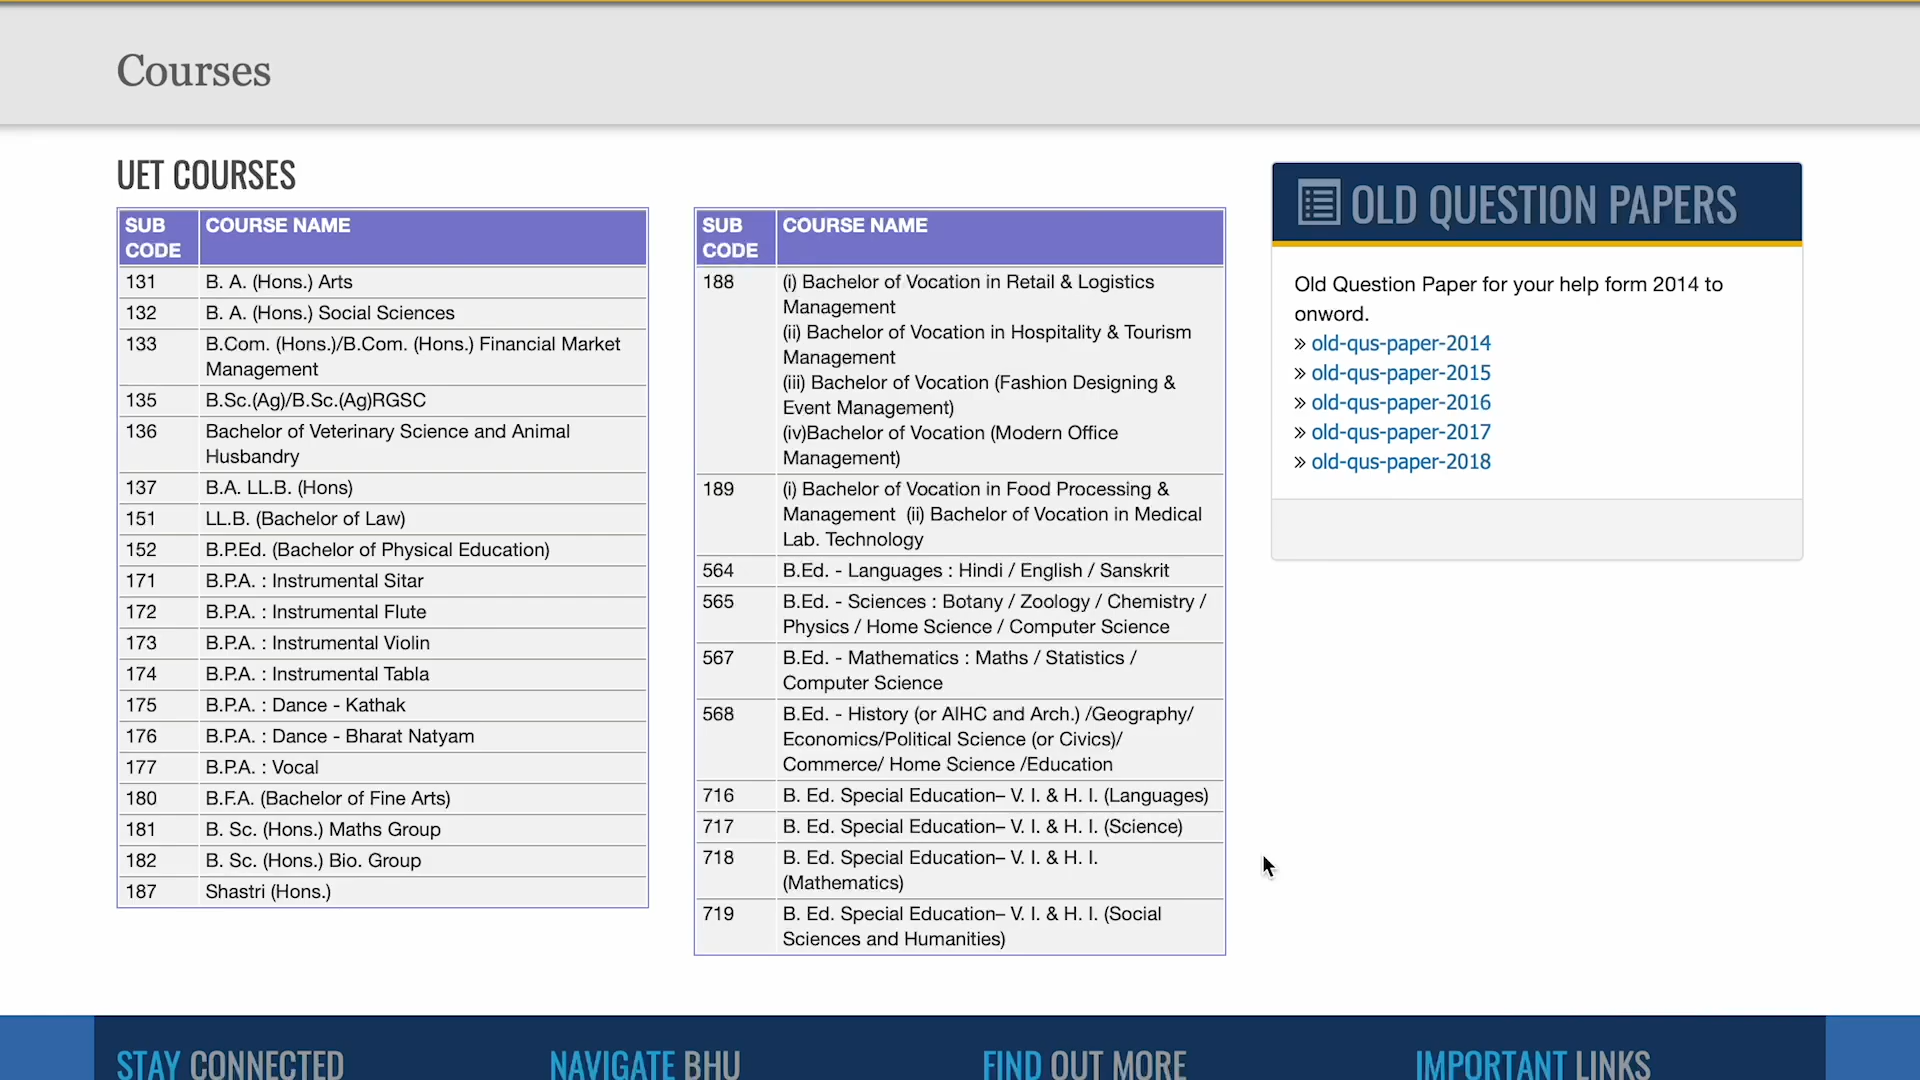 Courses
UET COURSES
SUB
CODE
COURSE NAME
131 B. A. (Hons.) Arts
132 B. A. (Hons.) Social Sciences
133 B.Com. (Hons.)/B.Com. (Hons.) Financial Market
Management
135 B.Sc.(Ag)/B.Sc.(Ag)RGSC
136 Bachelor of Veterinary Science and Animal
Husbandry
137 B.A. LL.B. (Hons)
151 LL.B. (Bachelor of Law)
152 B.P.Ed. (Bachelor of Physical Education)
171 B.P.A. : Instrumental Sitar
172 B.P.A. : Instrumental Flute
173 B.P.A. : Instrumental Violin
174 B.P.A. : Instrumental Tabla
175 B.P.A. : Dance - Kathak
176 B.P.A. : Dance - Bharat Natyam
177 B.P.A. : Vocal
180 B.F.A. (Bachelor of Fine Arts)
181 B. Sc. (Hons.) Maths Group
182 B. Sc. (Hons.) Bio. Group
187 Shastri (Hons.)
SUB
CODE
COURSE NAME
188 (i) Bachelor of Vocation in Retail & Logistics
Management
(ii) Bachelor of Vocation in Hospitality & Tourism
Management
(iii) Bachelor of Vocation (Fashion Designing &
Event Management)
(iv)Bachelor of Vocation (Modern Office
Management)
189 (i) Bachelor of Vocation in Food Processing &
Management (ii) Bachelor of Vocation in Medical
Lab. Technology
564 B.Ed. - Languages : Hindi / English / Sanskrit
565 B.Ed. - Sciences : Botany / Zoology / Chemistry /
Physics / Home Science / Computer Science
567 B.Ed. - Mathematics : Maths / Statistics /
Computer Science
568 B.Ed. - History (or AIHC and Arch.) /Geography/
Economics/Political Science (or Civics)/
Commerce/ Home Science /Education
716 B. Ed. Special Education– V. I. & H. I. (Languages)
717 B. Ed. Special Education– V. I. & H. I. (Science)
718 B. Ed. Special Education– V. I. & H. I.
(Mathematics)
719 B. Ed. Special Education– V. I. & H. I. (Social
Sciences and Humanities)
OLD QUESTION PAPERS
Old Question Paper for your help form 2014 to
onword.
» old-qus-paper-2014
» old-qus-paper-2015
» old-qus-paper-2016
» old-qus-paper-2017
» old-qus-paper-2018
STAY CONNECTED
NAVIGATE BHU
FIND OUT MORE
IMPORTANT LINKS